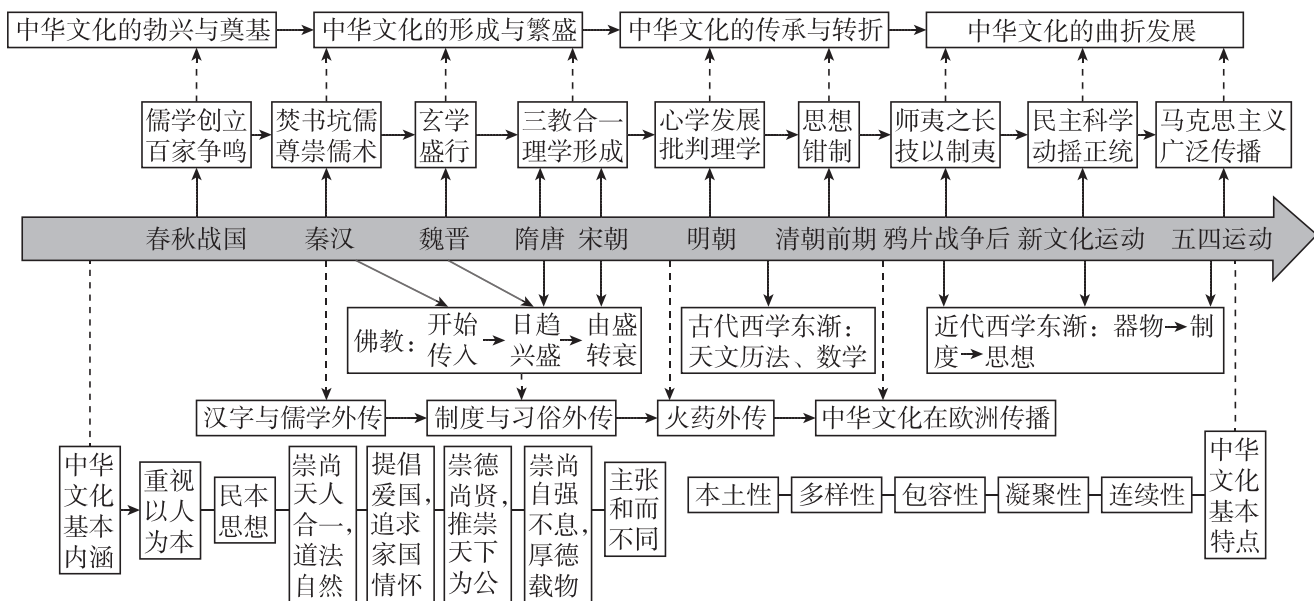 中华文化的勃兴与奠基
中华文化的形成与繁盛
中华文化的传承与转折
中华文化的曲折发展
儒学创立
百家争鸣
焚书坑儒
尊崇儒术
玄学
盛行
三教合一
理学形成
心学发展
批判理学
思想
钳制
师夷之长
技以制夷
民主科学
动摇正统
马克思主义
广泛传播
春秋战国
秦汉
魏晋
隋唐
宋朝
明朝
清朝前期
鸦片战争后
新文化运动
五四运动
佛教:
开始
传入
日趋
兴盛
由盛
转衰
古代西学东渐:
天文历法、数学
近代西学东渐:器物→制
度→思想
汉字与儒学外传
制度与习俗外传
火药外传
中华文化在欧洲传播
中华
文化
基本
内涵
重视
以人
为本
民本
思想
崇尚
天人
合一,
道法
自然
提倡
爱国,
追求
家国
情怀
崇德
尚贤,
推崇
天下
为公
崇尚
自强
不息,
厚德
载物
主张
和而
不同
本土性
多样性
包容性
凝聚性
连续性
中华
文化
基本
特点